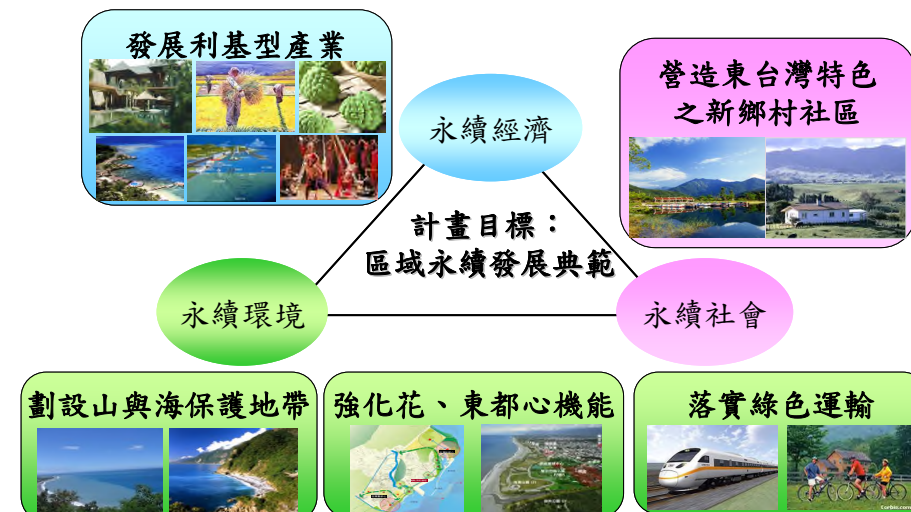 發展利基型產業
永續經濟
營造東台灣特色
之新鄉村社區
計畫目標：
區域永續發展典範
永續環境
永續社會
劃設山與海保護地帶
強化花、東都心機能
落實綠色運輸